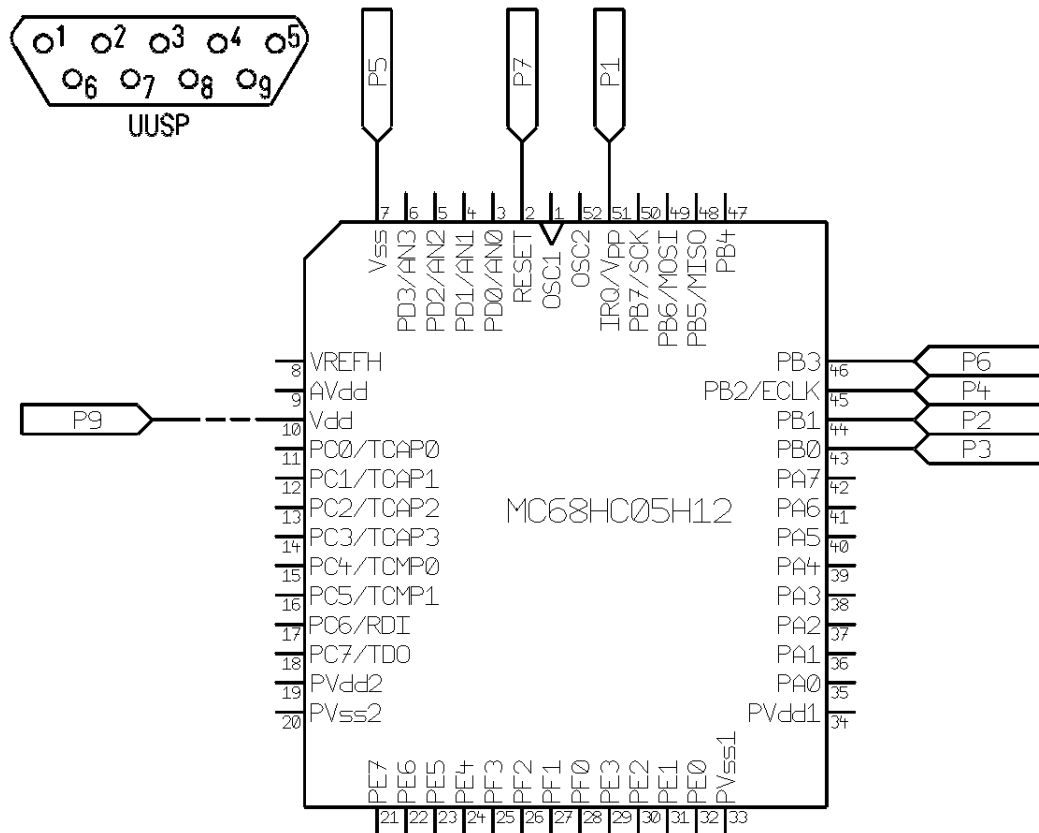 1 2 3 4 5
6 7 8 9
UUSP
P5 P7 P1
7 6 5 4 3 2 1 52 51 50 49 48 47
Vss
PD3/AN3
PD2/AN2
PD1/AN1
PD0/AN0
RESET
OSC1
OSC2
IRQ/Vpp
PB7/SCK
PB6/MOSI
PB5/MISO
PB4
8 VREFH
9 AVdd
P9 10 Vdd
11 PC0/TCAP0
12 PC1/TCAP1
13 PC2/TCAP2
14 PC3/TCAP3
15 PC4/TCMP0
16 PC5/TCMP1
17 PC6/RDI
18 PC7/TDO
19 PVdd2
20 PVss2
MC68HC05H12
PB3 46 P6
PB2/ECLK 45 P4
PB1 44 P2
PB0 43 P3
PA7 42
PA6 41
PA5 40
PA4 39
PA3 38
PA2 37
PA1 36
PA0 35
PVdd1 34
PE7
PE6
PE5
PE4
PF3
PF2
PF1
PF0
PE3
PE2
PE1
PE0
PVss1
21 22 23 24 25 26 27 28 29 30 31 32 33